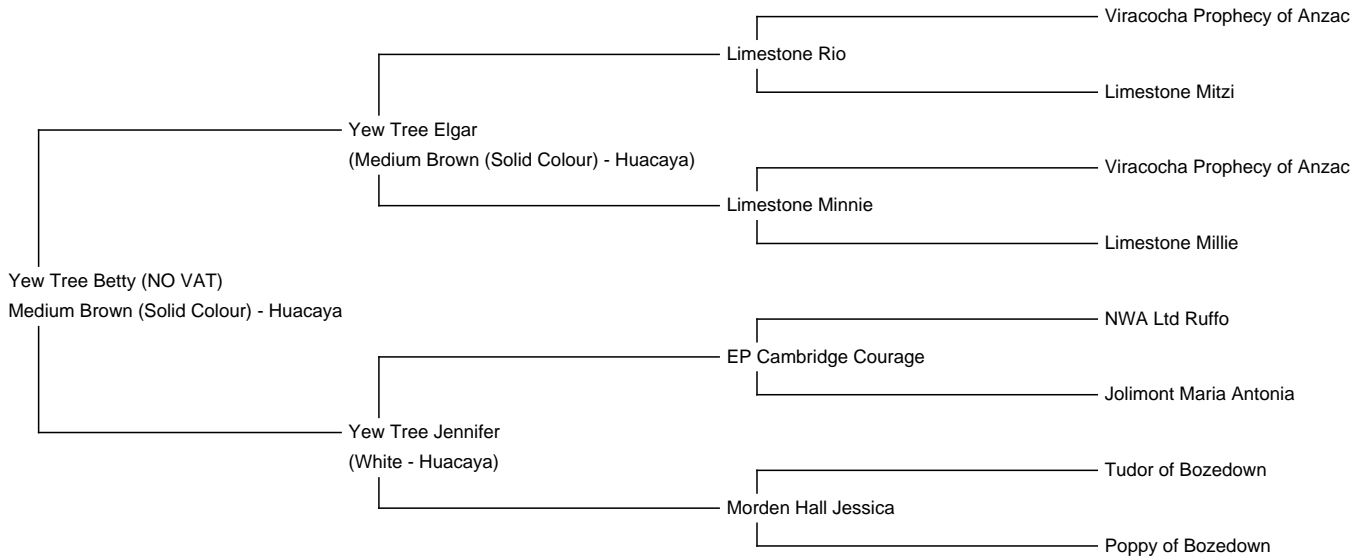 Viracocha Prophecy of Anzac
Limestone Rio
Limestone Mitzi
Yew Tree Elgar
(Medium Brown (Solid Colour) - Huacaya)
Viracocha Prophecy of Anzac
Limestone Minnie
Limestone Millie
Yew Tree Betty (NO VAT)
Medium Brown (Solid Colour) - Huacaya
NWA Ltd Ruffo
EP Cambridge Courage
Jolimont Maria Antonia
Yew Tree Jennifer
(White - Huacaya)
Tudor of Bozedown
Morden Hall Jessica
Poppy of Bozedown